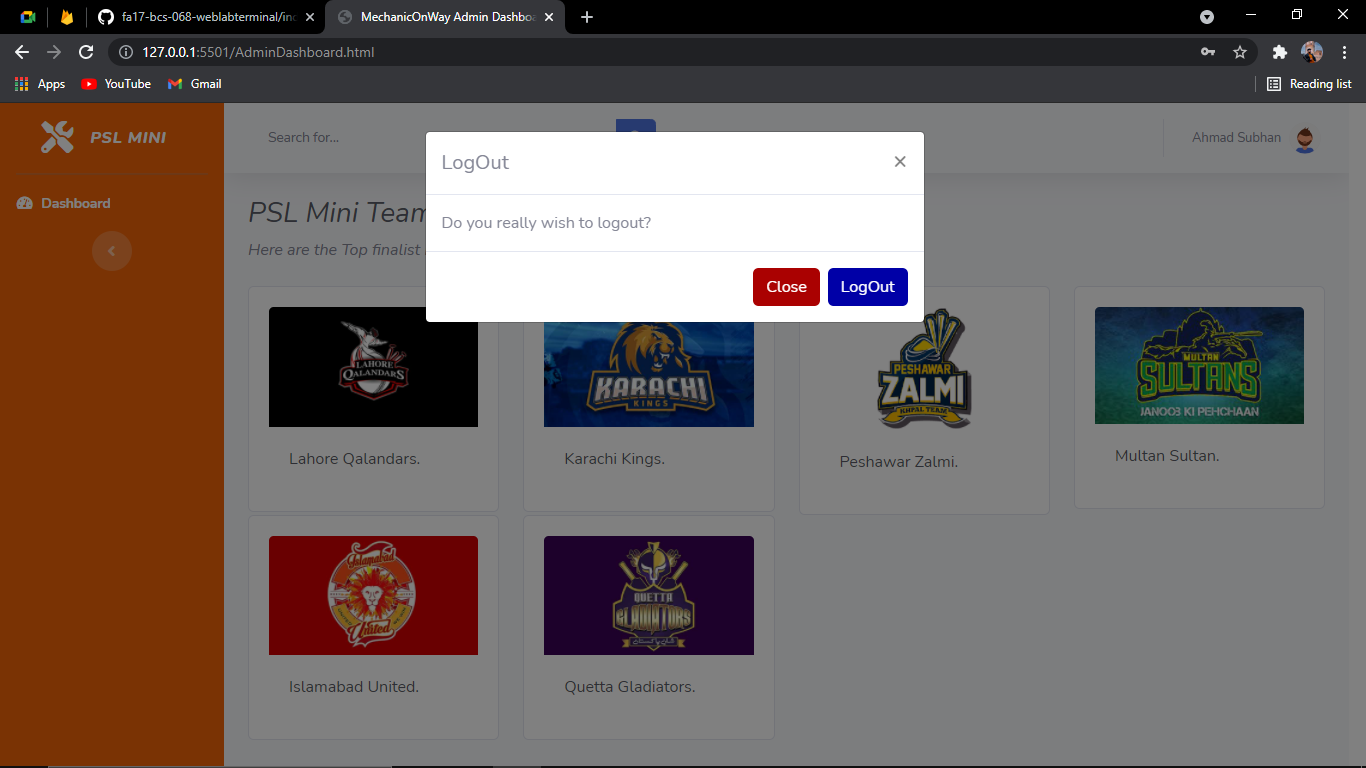 fa17-bcs-068-weblabterminal/inc
MechanicOnWay Admin Dashboa
127.0.0.1:5501/AdminDashboard.html
Apps YouTube Gmail Reading list
PSL MINI
Search for...
Ahmad Subhan
Dashboard
LogOut
×
Do you really wish to logout?
Close LogOut
PSL Mini Team
Here are the Top finalist
LAHORE
QALANDARS
KARACHI
KINGS
PESHAWAR
ZALMI
MULTAN
SULTANS
JANOOB KI PEHCHAAN
Lahore Qalandars.
Karachi Kings.
Peshawar Zalmi.
Multan Sultan.
Islamabad
United
QUETTA
GLADIATORS
Islamabad United.
Quetta Gladiators.